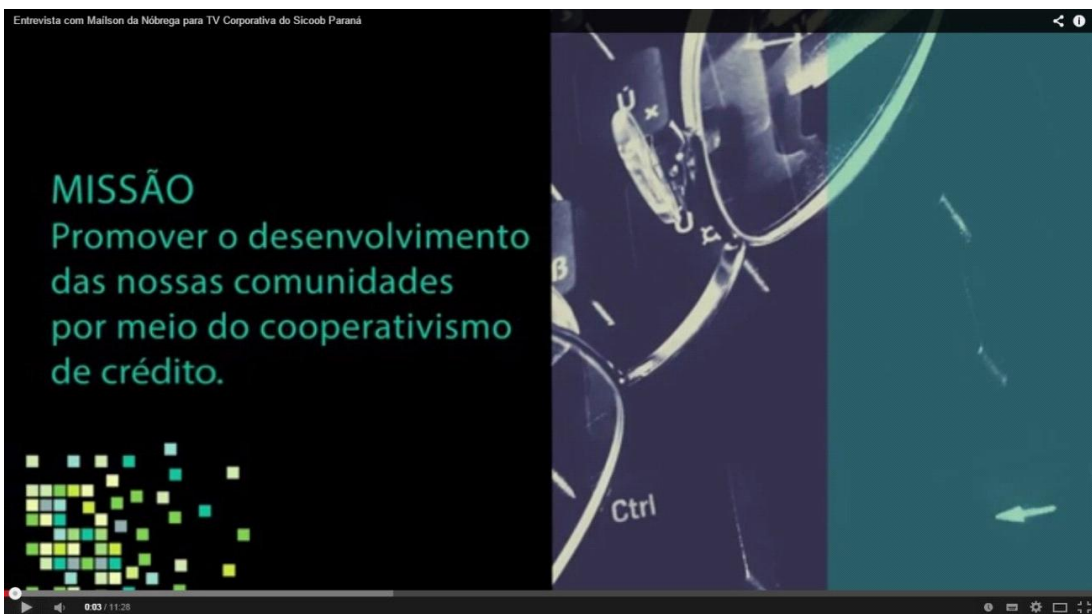 Entrevista com Maílson da Nóbrega para TV Corporativa do Sicoob Paraná
MISSÃO
Promover o desenvolvimento
das nossas comunidades
por meio do cooperativismo
de crédito.
Ctrl
0:03 / 11:28